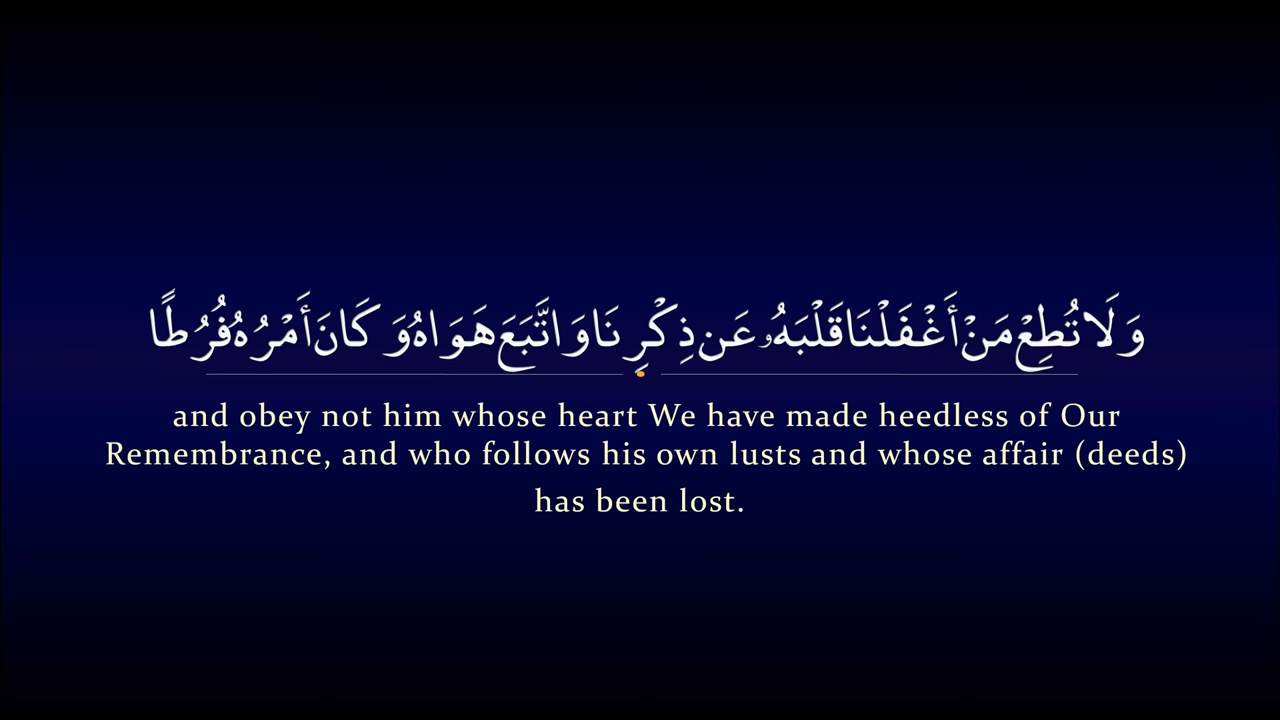 وَلَا تُطِعْ مَنْ أَغْفَلْنَا قَلْبَهُۥ عَن ذِكْرِنَا وَاتَّبَعَ هَوَاهُ وَكَانَ أَمْرُهُ فُرُطًا
and obey not him whose heart We have made heedless of Our
Remembrance, and who follows his own lusts and whose affair (deeds)
has been lost.